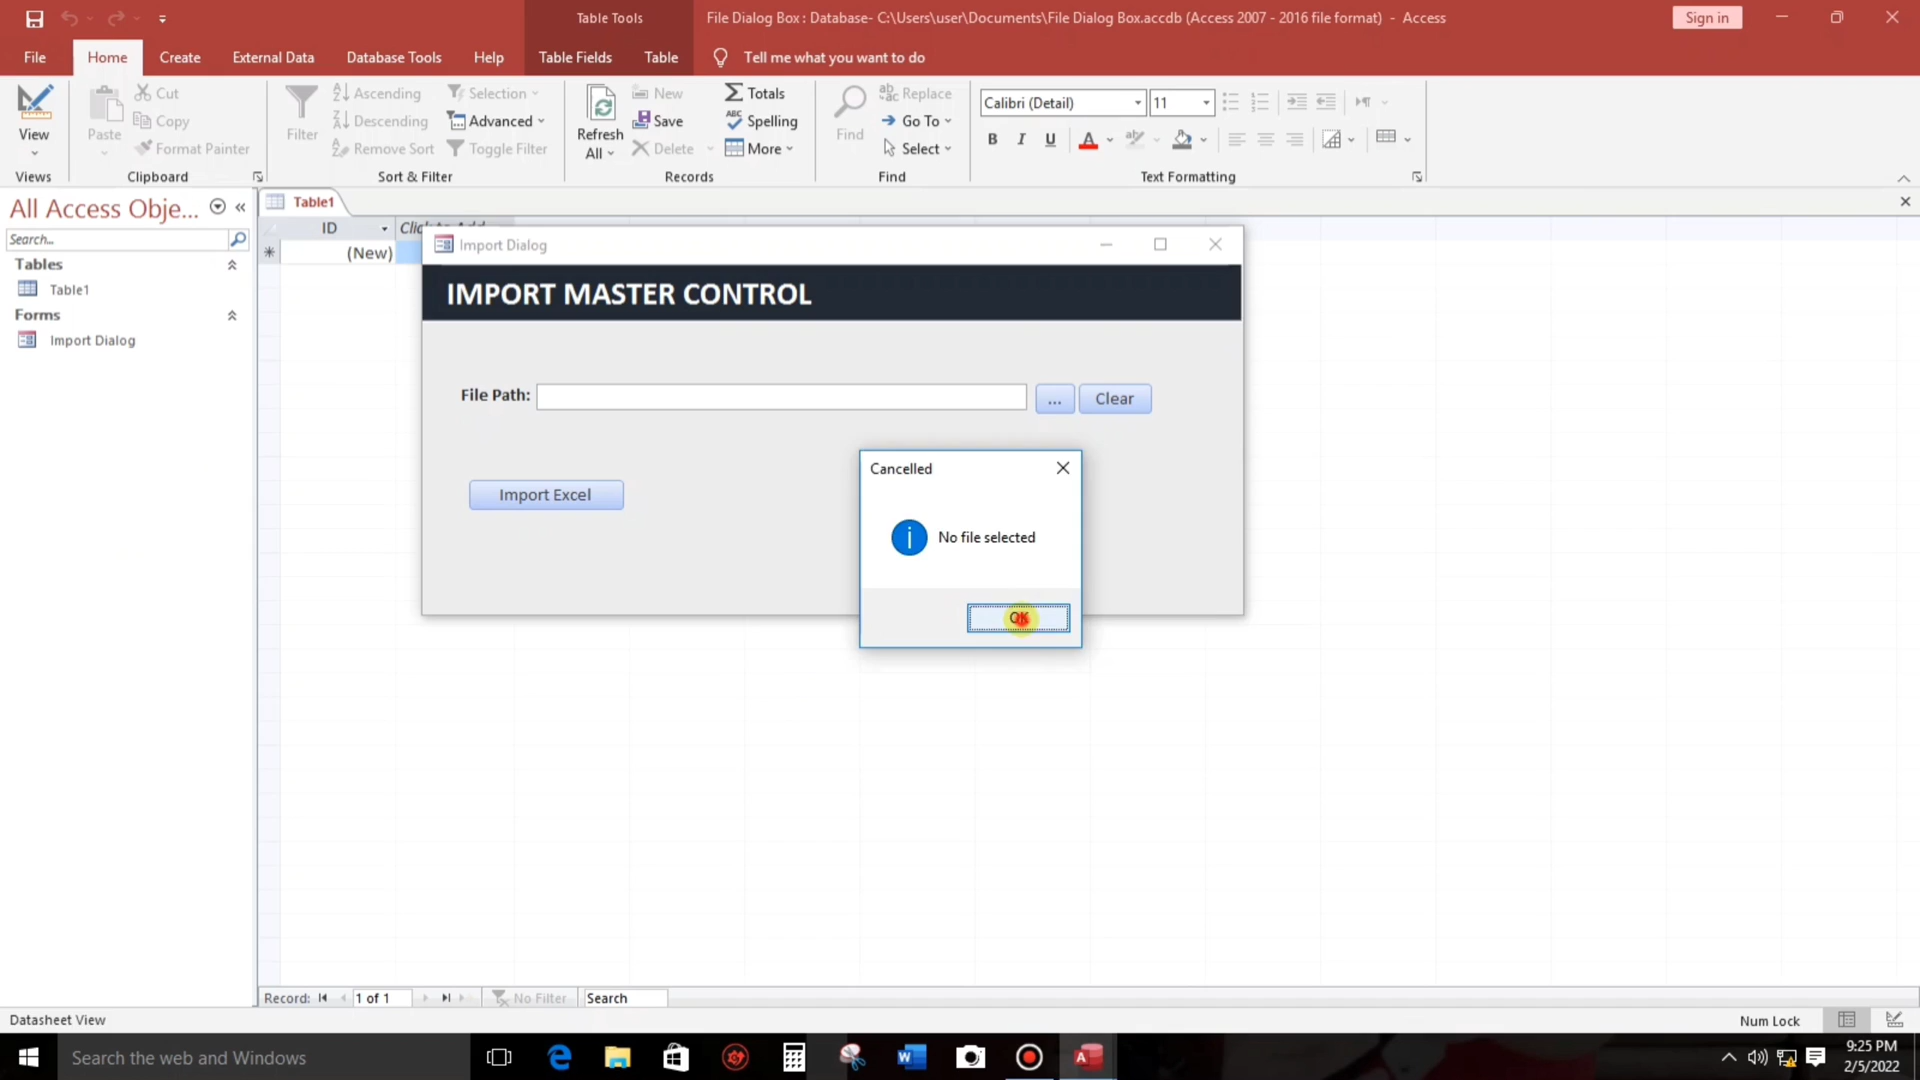 Table Tools
File Dialog Box : Database- C:\Users\user\Documents\File Dialog Box.accdb (Access 2007 - 2016 file format) - Access
Sign in
File
Home
Create
External Data
Database Tools
Help
Table Fields
Table
Tell me what you want to do
View
Views
Paste
Cut
Copy
Format Painter
Clipboard
Filter
Ascending
Descending
Remove Sort
Selection
Advanced
Toggle Filter
Sort & Filter
Refresh
All
New
Save
Delete
Totals
Spelling
More
Records
Find
Replace
Go To
Select
Find
Calibri (Detail)
11
B I U
Text Formatting
All Access Obje...
Search...
Tables
Table1
Forms
Import Dialog
Table1
ID
Click to Add
(New)
Import Dialog
IMPORT MASTER CONTROL
File Path:
...
Clear
Import Excel
Cancelled
No file selected
OK
Record:
1 of 1
No Filter
Search
Datasheet View
Num Lock
Search the web and Windows
9:25 PM
2/5/2022